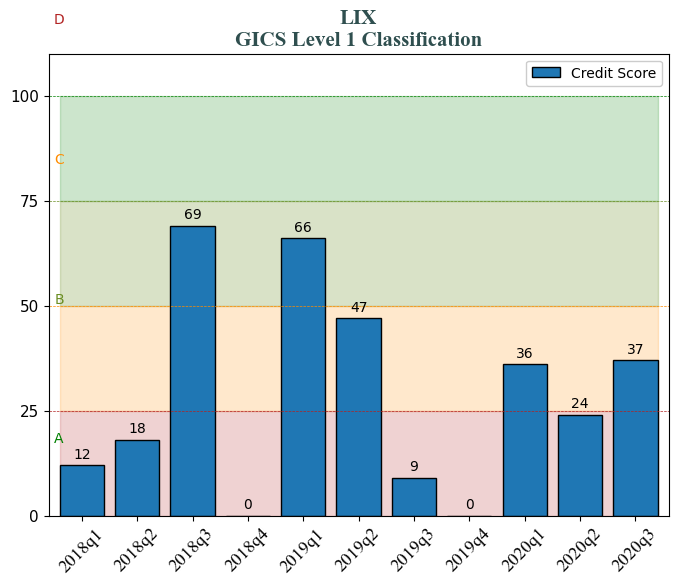 D
LIX
GICS Level 1 Classification
Credit Score
100
C
75
69
66
B
50
47
37
36
25
24
A
18
12
9
0
0
0
2018q1
2018q2
2018q3
2018q4
2019q1
2019q2
2019q3
2019q4
2020q1
2020q2
2020q3